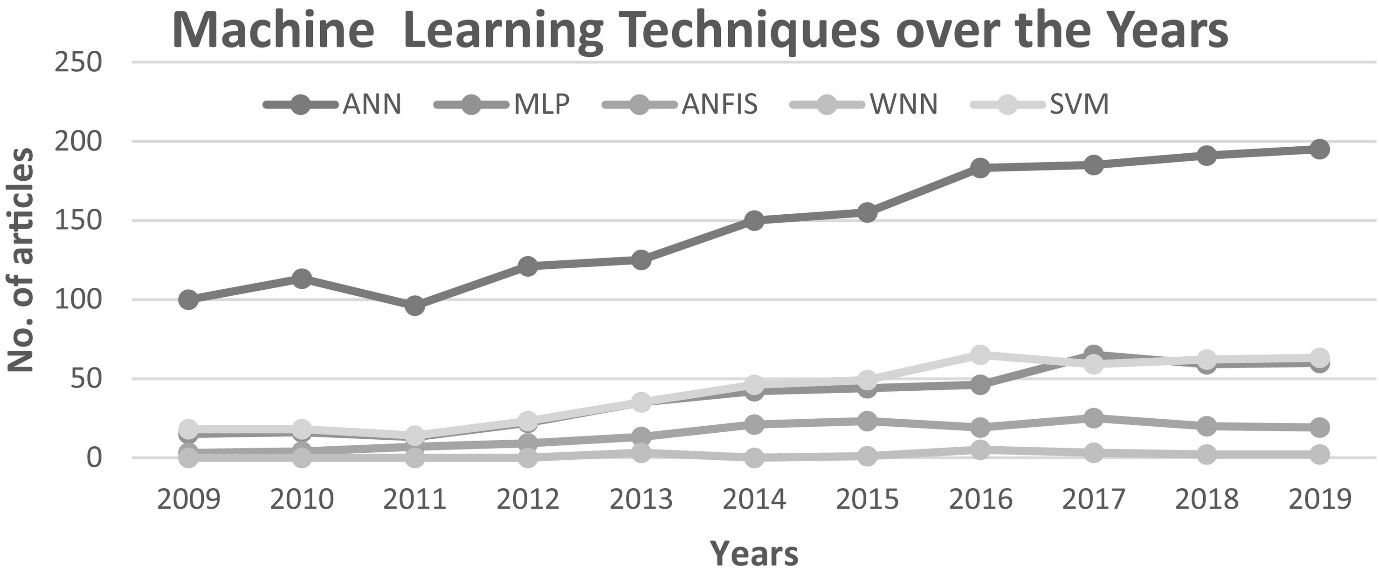 Machine  Learning Techniques over the Years
250
ANN MLP ANFIS WNN SVM
200
150
100
50
0
No. of articles
2009 2010 2011 2012 2013 2014 2015 2016 2017 2018 2019
Years